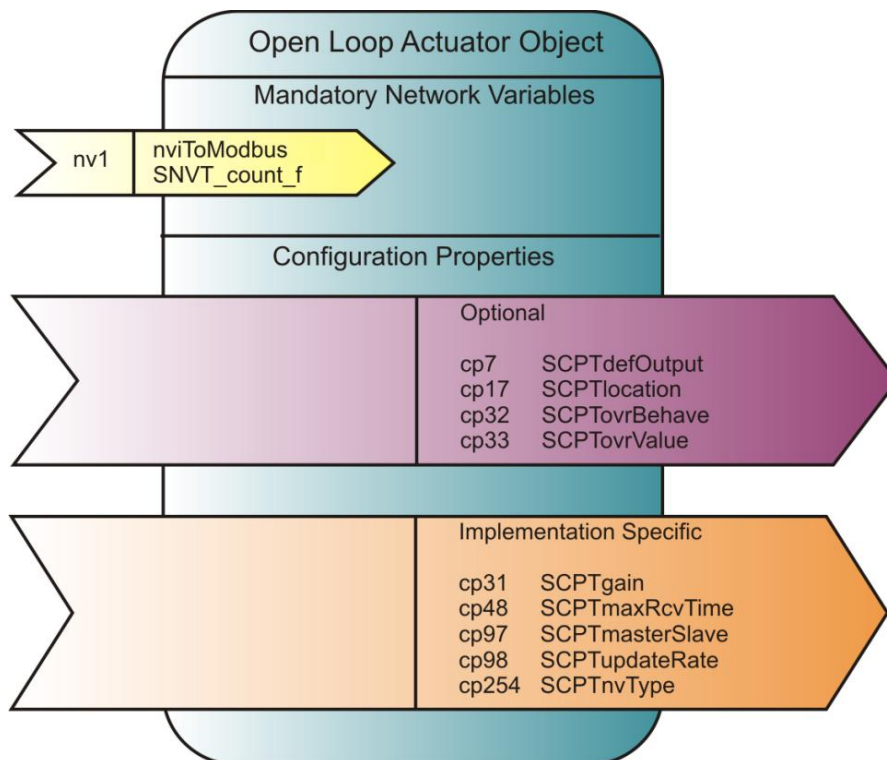 Open Loop Actuator Object
Mandatory Network Variables
nv1 nviToModbus
SNVT_count_f
Configuration Properties
Optional
cp7 SCPTdefOutput
cp17 SCPTlocation
cp32 SCPTovrBehave
cp33 SCPTovrValue
Implementation Specific
cp31 SCPTgain
cp48 SCPTmaxRcvTime
cp97 SCPTmasterSlave
cp98 SCPTupdateRate
cp254 SCPTnvType